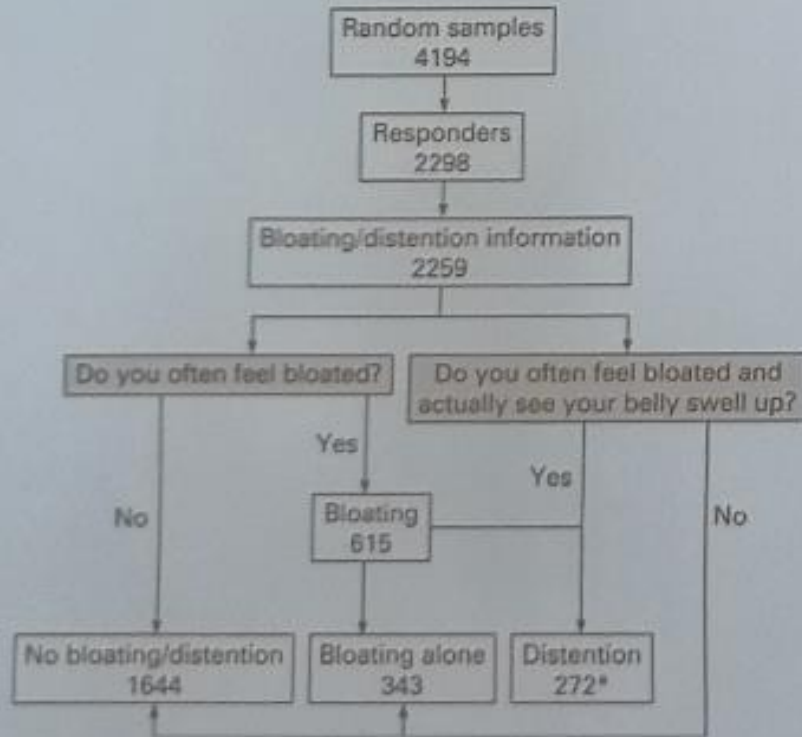 Random samples
4194
Responders
2298
Bloating/distention information
2259
Do you often feel bloated?
Do you often feel bloated and
actually see your belly swell up?
Yes
Yes
No
No
Bloating
615
No bloating/distention
1644
Bloating alone
343
Distention
272*